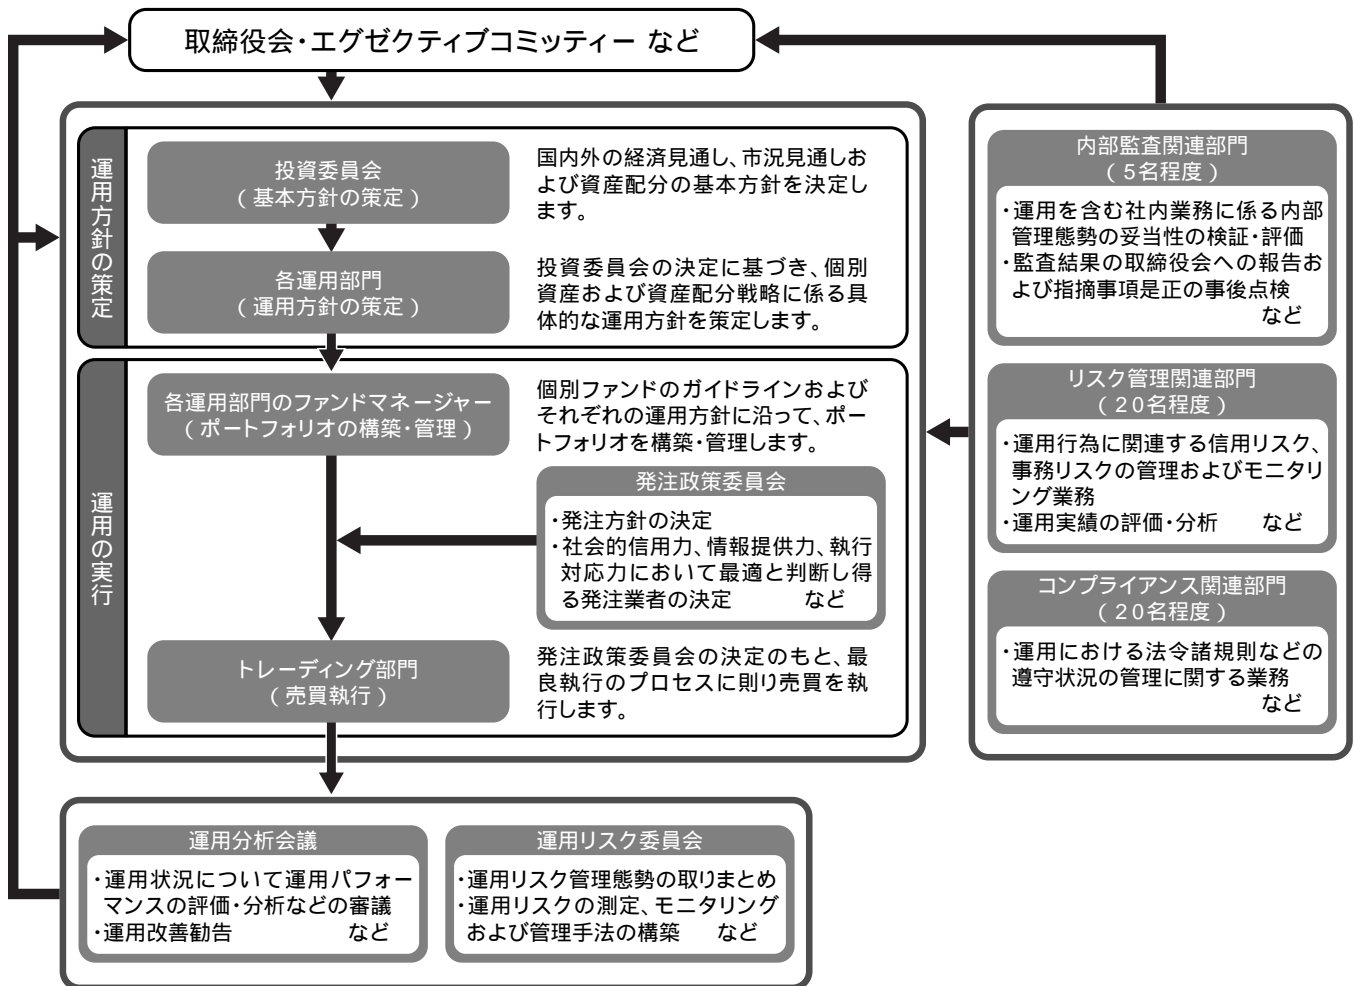 取締役会・エグゼクティブコミッティー など
運用方針の策定
投資委員会
(基本方針の策定)
国内外の経済見通し、市況見通しお
よび資産配分の基本方針を決定し
ます。
各運用部門
(運用方針の策定)
投資委員会の決定に基づき、個別
資産および資産配分戦略に係る具
体的な運用方針を策定します。
運用の実行
各運用部門のファンドマネージャー
(ポートフォリオの構築・管理)
個別ファンドのガイドラインおよび
それぞれの運用方針に沿って、ポー
トフォリオを構築・管理します。
発注政策委員会
・発注方針の決定
・社会的信用力、情報提供力、執行
対応力において最適と判断し得
る発注業者の決定 など
トレーディング部門
(売買執行)
発注政策委員会の決定のもと、最
良執行のプロセスに則り売買を執
行します。
内部監査関連部門
(5名程度)
・運用を含む社内業務に係る内部
管理態勢の妥当性の検証・評価
・監査結果の取締役会への報告お
よび指摘事項是正の事後点検
など
リスク管理関連部門
(20名程度)
・運用行為に関連する信用リスク、
事務リスクの管理およびモニタリ
ング業務
・運用実績の評価・分析 など
コンプライアンス関連部門
(20名程度)
・運用における法令諸規則などの
遵守状況の管理に関する業務
など
運用分析会議
・運用状況について運用パフォー
マンスの評価・分析などの審議
・運用改善勧告 など
運用リスク委員会
・運用リスク管理態勢の取りまとめ
・運用リスクの測定、モニタリング
および管理手法の構築 など